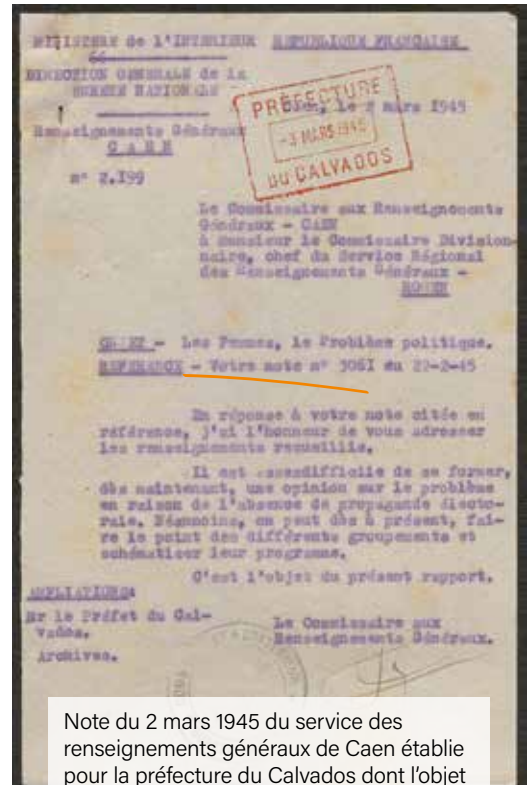 MINISTERE de l'INTERIEUR REPUBLIQUE FRANCAISE
DIRECTION GENERALE de la
SURETE NATIONALE
Caen, le 2 mars 1945
PRÉFECTURE
-3 MARS 1945
DU CALVADOS
Renseignements Généraux
CAEN
n° 2.199
Le Commissaire aux Renseignements
Généraux - CAEN
à Monsieur le Commissaire Division-
naire, chef du Service Régional
des Renseignements Généraux -
ROUEN
OBJET - Les Femmes, le Problème politique.
REFERENCE - Votre note n° 3061 du 22-2-45
En réponse à votre note citée en
référence, j'ai l'honneur de vous adresser
les renseignements recueillis.
Il est difficile de se former,
dès maintenant, une opinion sur le problème
en raison de l'absence de propagande électo-
rale. Néanmoins, on peut dès à présent, fai-
re le point des différents groupements et
schématiser leur programme.
C'est l'objet du présent rapport.
AMPLIATIONS:
Mr le Préfet du Cal-
vados.
Archives.
Le Commissaire aux
Renseignements Généraux.
Note du 2 mars 1945 du service des
renseignements généraux de Caen établie
pour la préfecture du Calvados dont l'objet